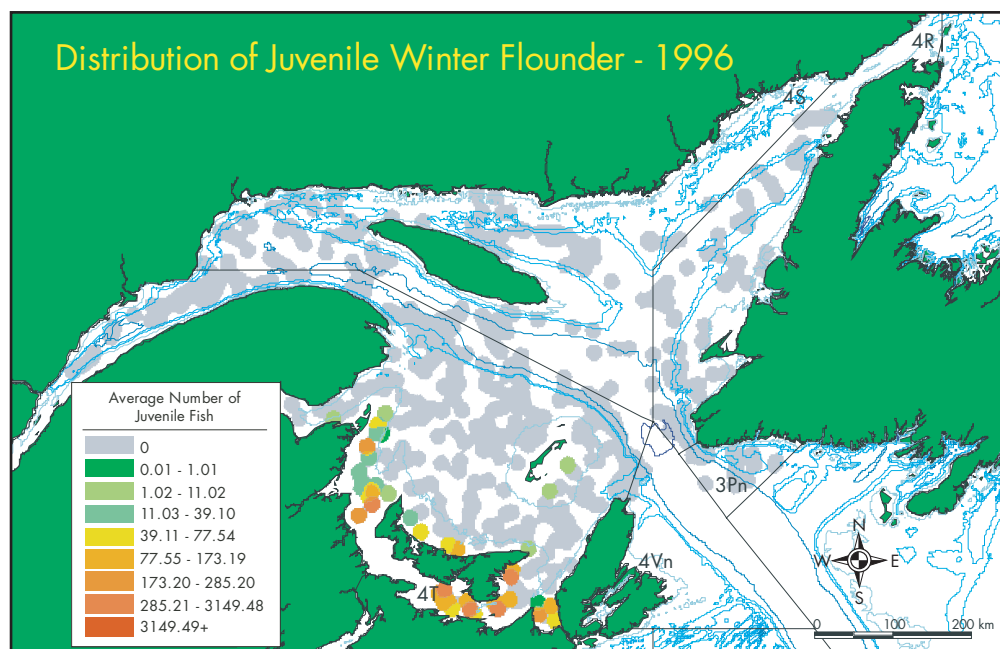 Distribution of Juvenile Winter Flounder - 1996
4R
4S
Average Number of
Juvenile Fish
0
0.01 - 1.01
1.02 - 11.02
11.03 - 39.10
39.11 - 77.54
77.55 - 173.19
173.20 - 285.20
285.21 - 3149.48
3149.49+
3Pn
4Vn
4T
N
W E
S
0 100 200 km